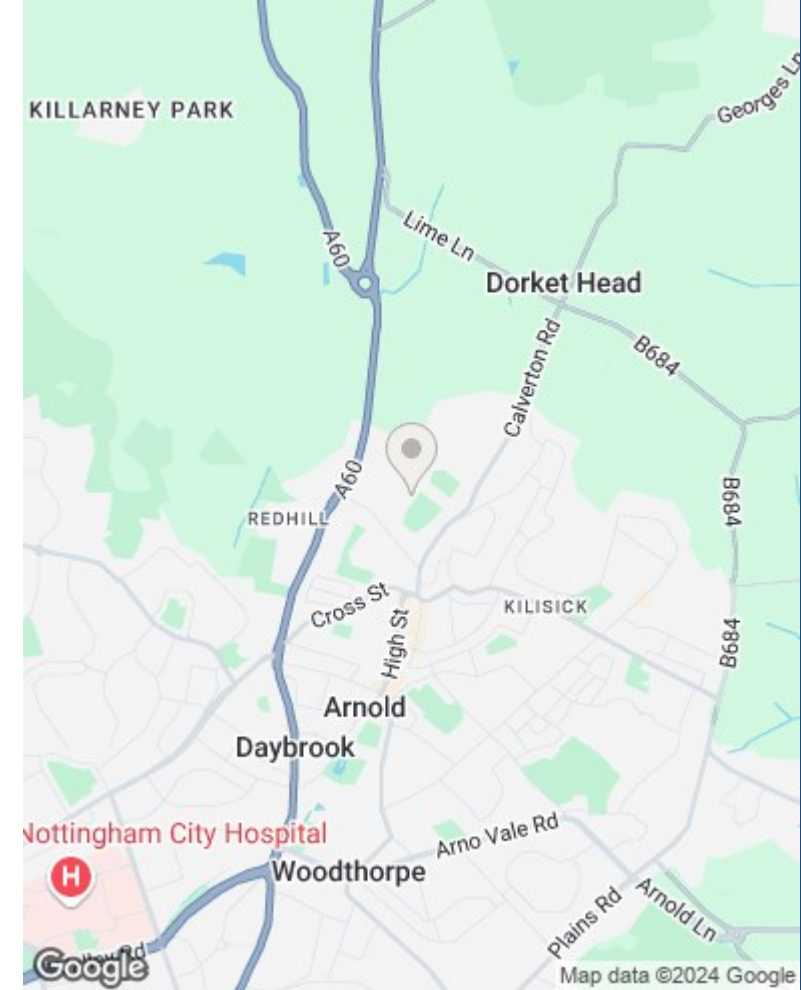 KILLARNEY PARK
Georges Ln
A60
Lime Ln
Dorket Head
B684
Calverton Rd
A60
B684
REDHILL
Cross St
KILISICK
High St
B684
Arnold
Daybrook
Nottingham City Hospital
H
Arno Vale Rd
Woodthorpe
Plains Rd
Arnold Ln
Rd
Google
Map data ©2024 Google